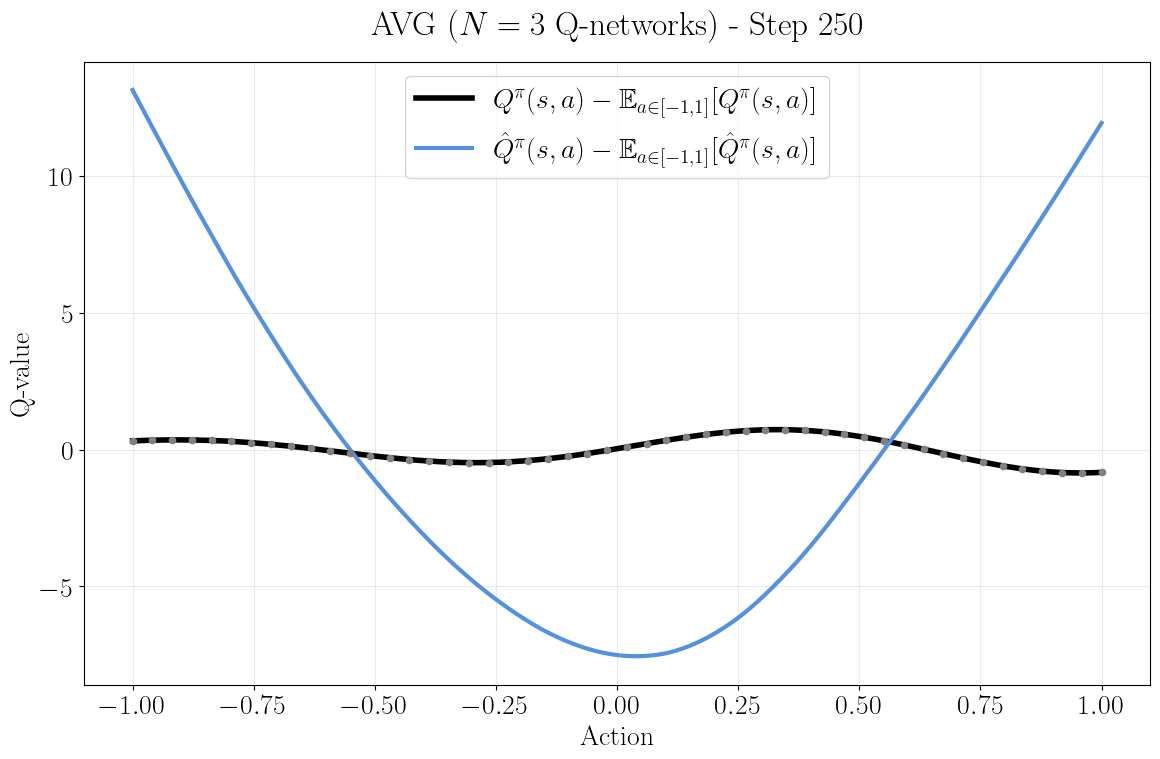 AVG (N = 3 Q-networks) - Step 250
Q^π(s, a) − 𝔼_{a∈[−1,1]}[Q^π(s, a)]
Q̂^π(s, a) − 𝔼_{a∈[−1,1]}[Q̂^π(s, a)]
10
5
0
−5
Q-value
−1.00 −0.75 −0.50 −0.25 0.00 0.25 0.50 0.75 1.00
Action